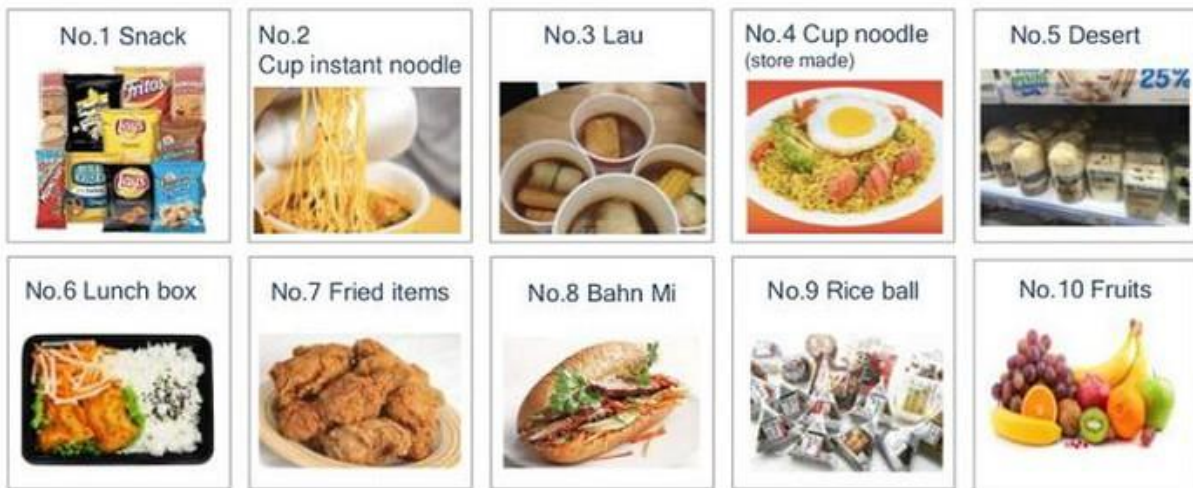 No.1 Snack
No.2
Cup instant noodle
No.3 Lau
No.4 Cup noodle
(store made)
No.5 Desert
Fritos
Lay's
Lay's
25%
No.6 Lunch box
No.7 Fried items
No.8 Bahn Mi
No.9 Rice ball
No.10 Fruits